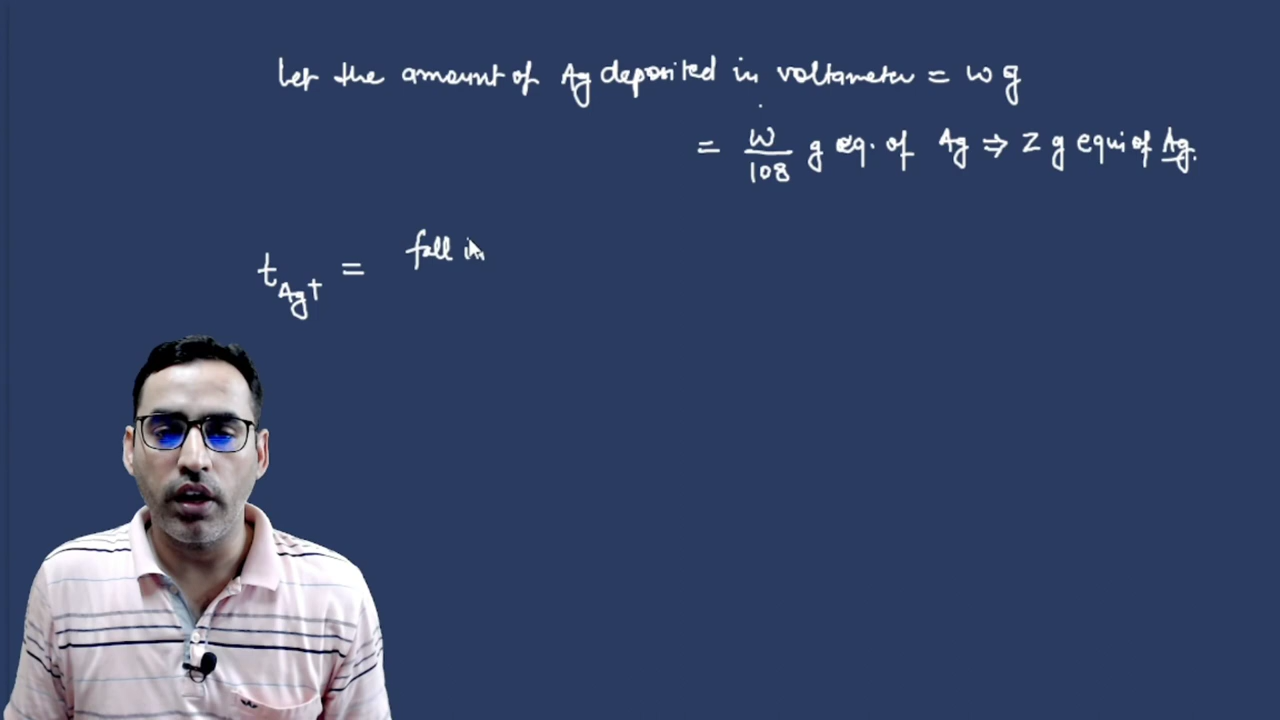 Let the amount of Ag deposited in voltameter = w g
= w/108 g eq. of Ag ⇒ z g equi of Ag.
t_Ag+ = fall in